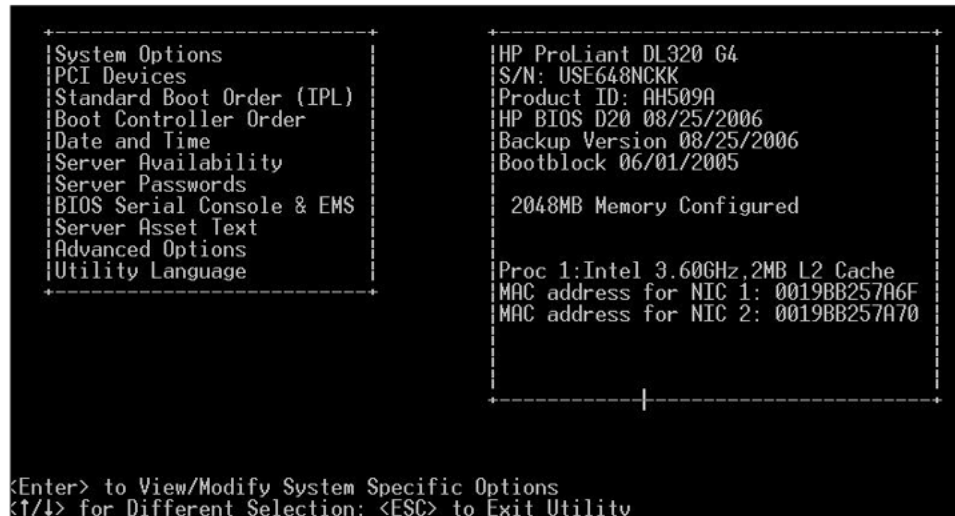 System Options
PCI Devices
Standard Boot Order (IPL)
Boot Controller Order
Date and Time
Server Availability
Server Passwords
BIOS Serial Console & EMS
Server Asset Text
Advanced Options
Utility Language
HP ProLiant DL320 G4
S/N: USE648NCKK
Product ID: AH509A
HP BIOS D20 08/25/2006
Backup Version 08/25/2006
Bootblock 06/01/2005
2048MB Memory Configured
Proc 1:Intel 3.60GHz,2MB L2 Cache
MAC address for NIC 1: 0019BB257A6F
MAC address for NIC 2: 0019BB257A70
<Enter> to View/Modify System Specific Options
<↑/↓> for Different Selection; <ESC> to Exit Utility